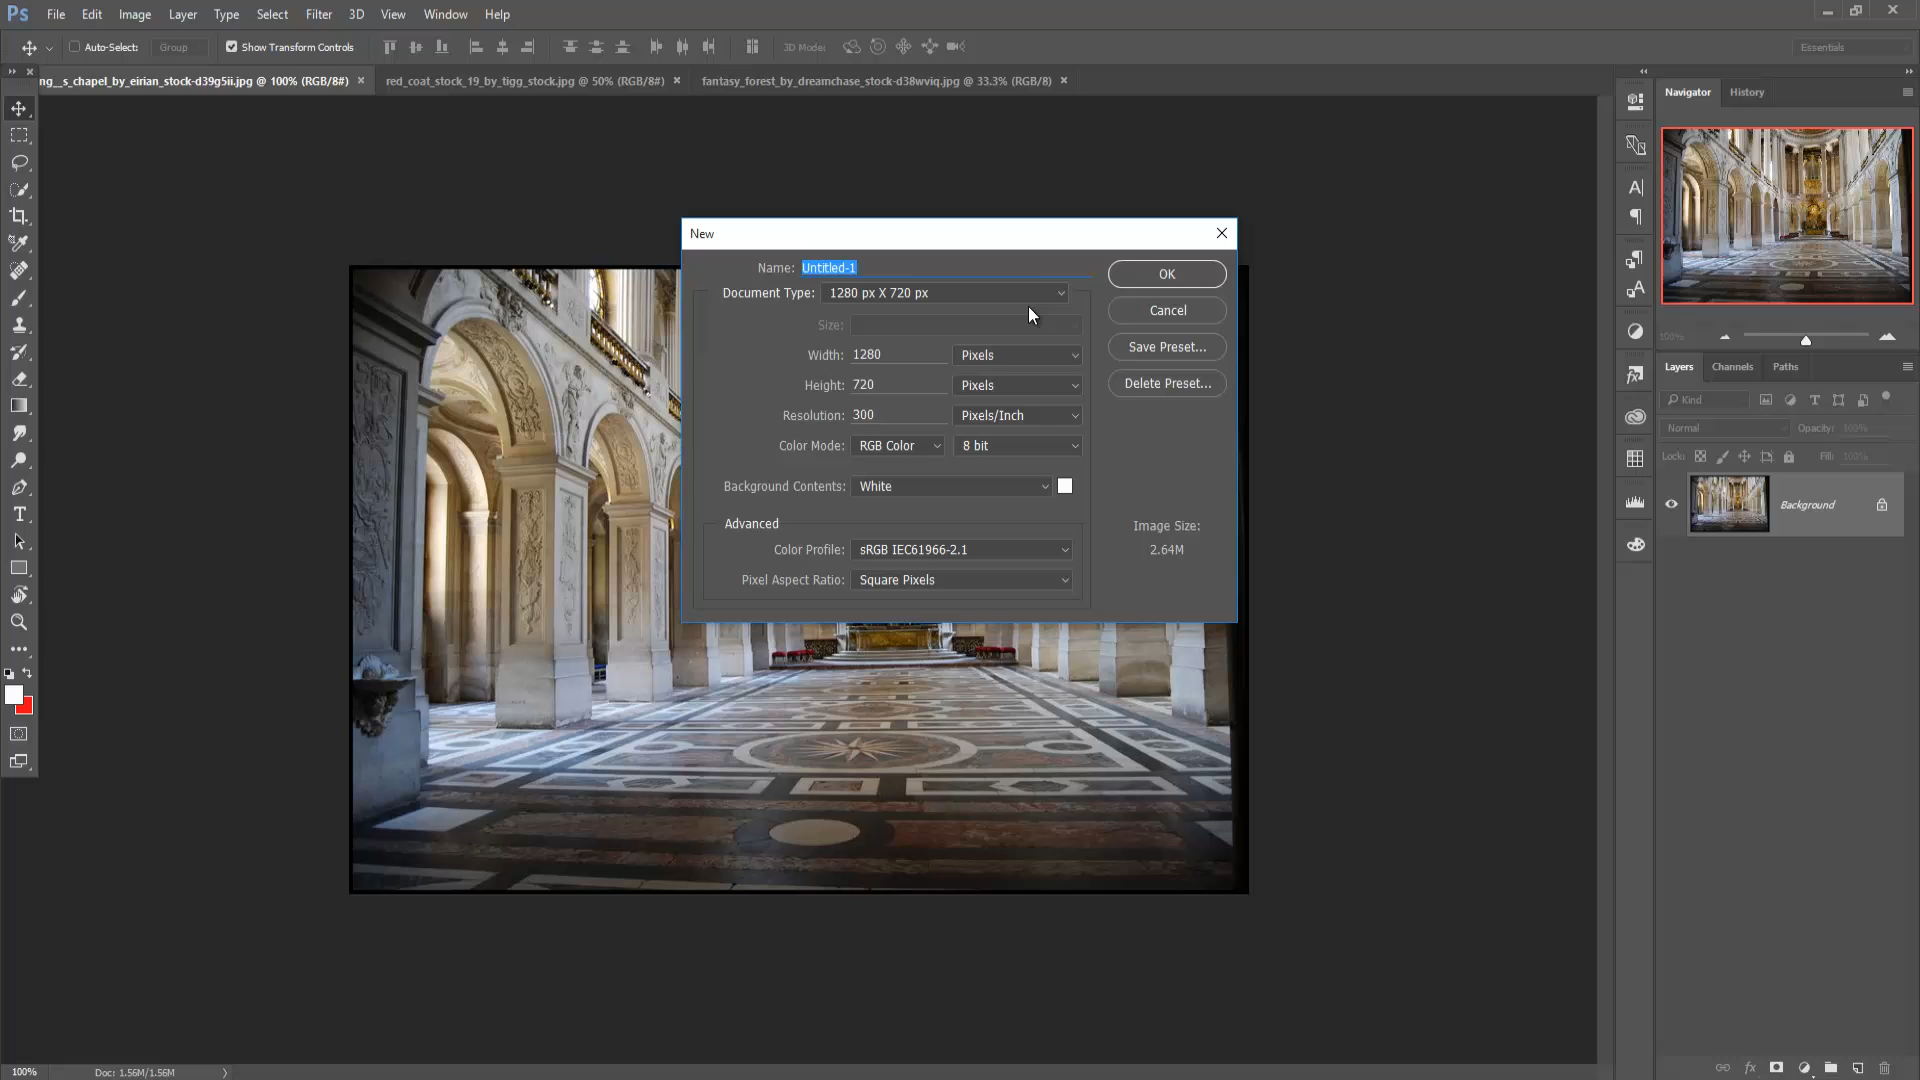 Ps File Edit Image Layer Type Select Filter 3D View Window Help
Auto-Select: Group Show Transform Controls 3D Mode: Essentials
ng__s_chapel_by_eirian_stock-d39g5ii.jpg @ 100% (RGB/8#) red_coat_stock_19_by_tigg_stock.jpg @ 50% (RGB/8#) fantasy_forest_by_dreamchase_stock-d38wviq.jpg @ 33.3% (RGB/8)
Navigator History
New
Name: Untitled-1
OK
Document Type: 1280 px X 720 px
Cancel
Size:
Width: 1280 Pixels
Save Preset...
Height: 720 Pixels
Delete Preset...
Resolution: 300 Pixels/Inch
Color Mode: RGB Color 8 bit
Background Contents: White
Advanced
Color Profile: sRGB IEC61966-2.1
Pixel Aspect Ratio: Square Pixels
Image Size:
2.64M
100%
Layers Channels Paths
Kind
Normal Opacity: 100%
Lock: Fill: 100%
Background
100% Doc: 1.56M/1.56M